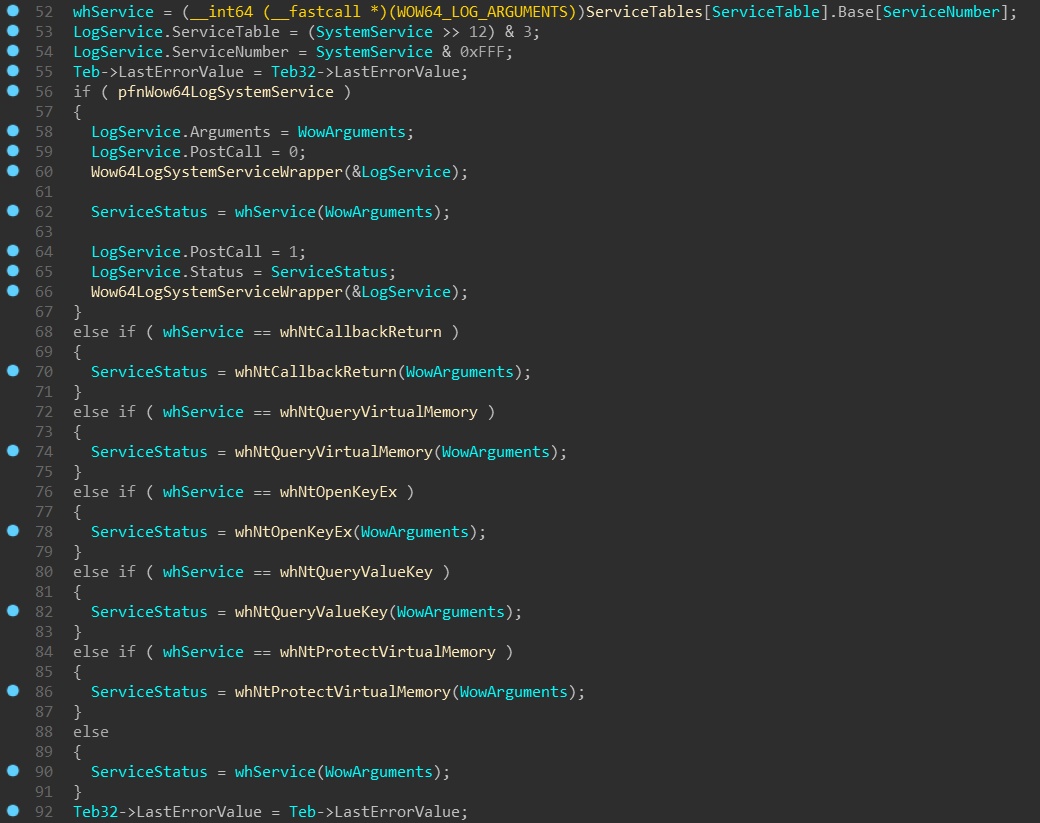 52 whService = (__int64 (__fastcall *)(WOW64_LOG_ARGUMENTS))ServiceTables[ServiceTable].Base[ServiceNumber];
53 LogService.ServiceTable = (SystemService >> 12) & 3;
54 LogService.ServiceNumber = SystemService & 0xFFF;
55 Teb->LastErrorValue = Teb32->LastErrorValue;
56 if ( pfnWow64LogSystemService )
57 {
58   LogService.Arguments = WowArguments;
59   LogService.PostCall = 0;
60   Wow64LogSystemServiceWrapper(&LogService);
61
62   ServiceStatus = whService(WowArguments);
63
64   LogService.PostCall = 1;
65   LogService.Status = ServiceStatus;
66   Wow64LogSystemServiceWrapper(&LogService);
67 }
68 else if ( whService == whNtCallbackReturn )
69 {
70   ServiceStatus = whNtCallbackReturn(WowArguments);
71 }
72 else if ( whService == whNtQueryVirtualMemory )
73 {
74   ServiceStatus = whNtQueryVirtualMemory(WowArguments);
75 }
76 else if ( whService == whNtOpenKeyEx )
77 {
78   ServiceStatus = whNtOpenKeyEx(WowArguments);
79 }
80 else if ( whService == whNtQueryValueKey )
81 {
82   ServiceStatus = whNtQueryValueKey(WowArguments);
83 }
84 else if ( whService == whNtProtectVirtualMemory )
85 {
86   ServiceStatus = whNtProtectVirtualMemory(WowArguments);
87 }
88 else
89 {
90   ServiceStatus = whService(WowArguments);
91 }
92 Teb32->LastErrorValue = Teb->LastErrorValue;